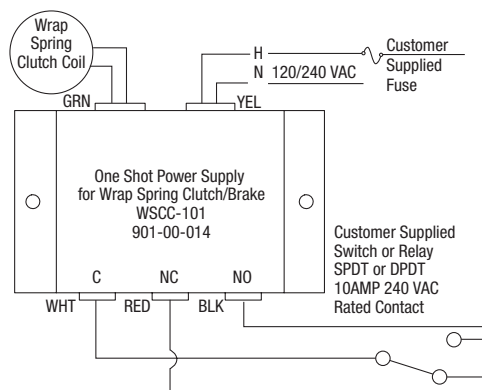 Wrap
Spring
Clutch Coil
H
N 120/240 VAC
Customer
Supplied
Fuse
GRN
YEL
One Shot Power Supply
for Wrap Spring Clutch/Brake
WSCC-101
901-00-014
Customer Supplied
Switch or Relay
SPDT or DPDT
10AMP 240 VAC
Rated Contact
C NC NO
WHT RED BLK